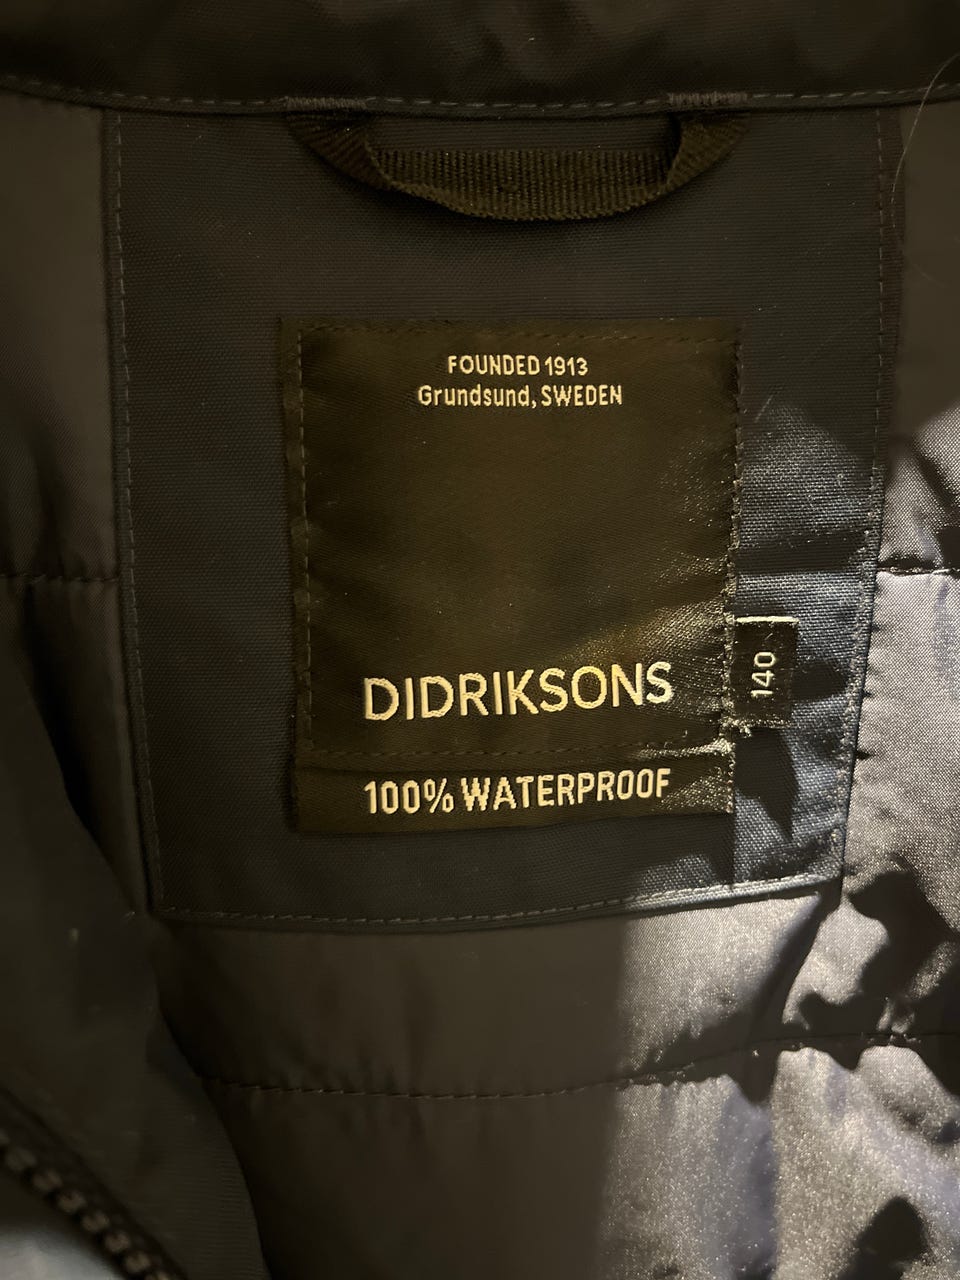 FOUNDED 1913
Grundsund, SWEDEN
DIDRIKSONS
140
100% WATERPROOF